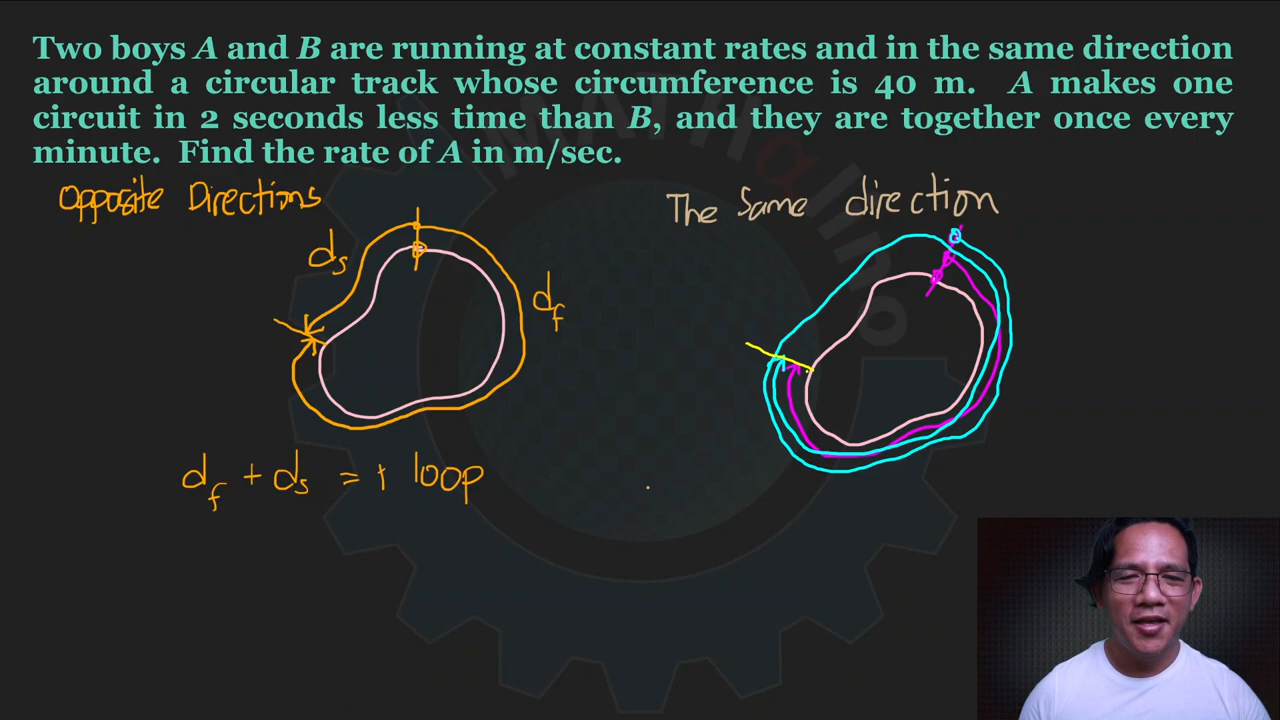 Two boys A and B are running at constant rates and in the same direction
around a circular track whose circumference is 40 m. A makes one
circuit in 2 seconds less time than B, and they are together once every
minute. Find the rate of A in m/sec.
Opposite Directions
The Same direction
ds
df
df + ds = 1 loop
MATHalino